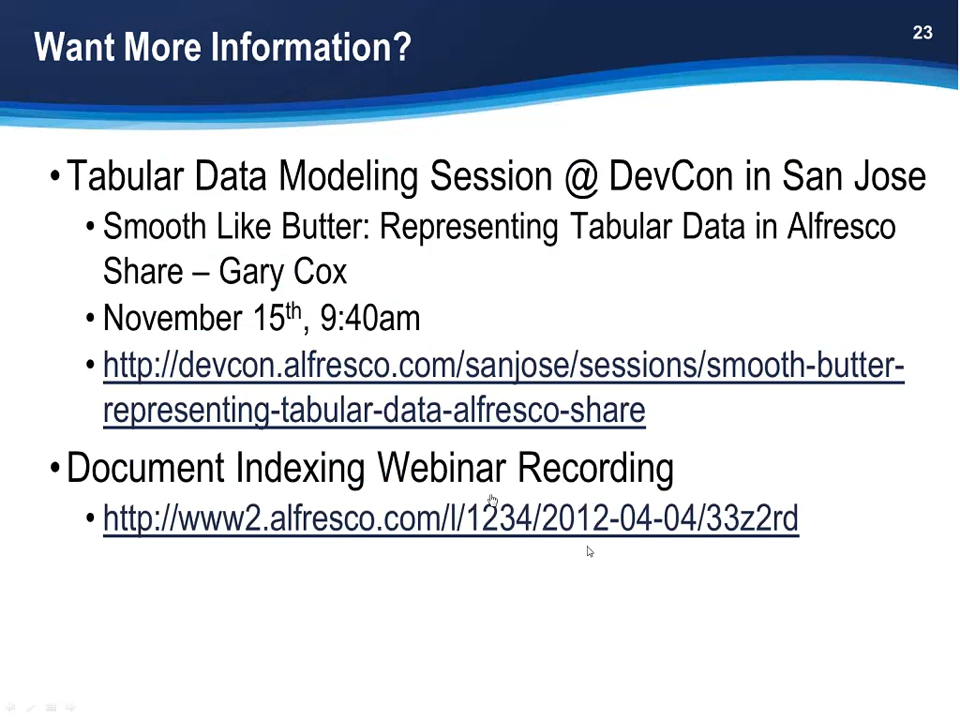 Want More Information?
23
• Tabular Data Modeling Session @ DevCon in San Jose
• Smooth Like Butter: Representing Tabular Data in Alfresco
Share – Gary Cox
• November 15th, 9:40am
• http://devcon.alfresco.com/sanjose/sessions/smooth-butter-
representing-tabular-data-alfresco-share
• Document Indexing Webinar Recording
• http://www2.alfresco.com/l/1234/2012-04-04/33z2rd